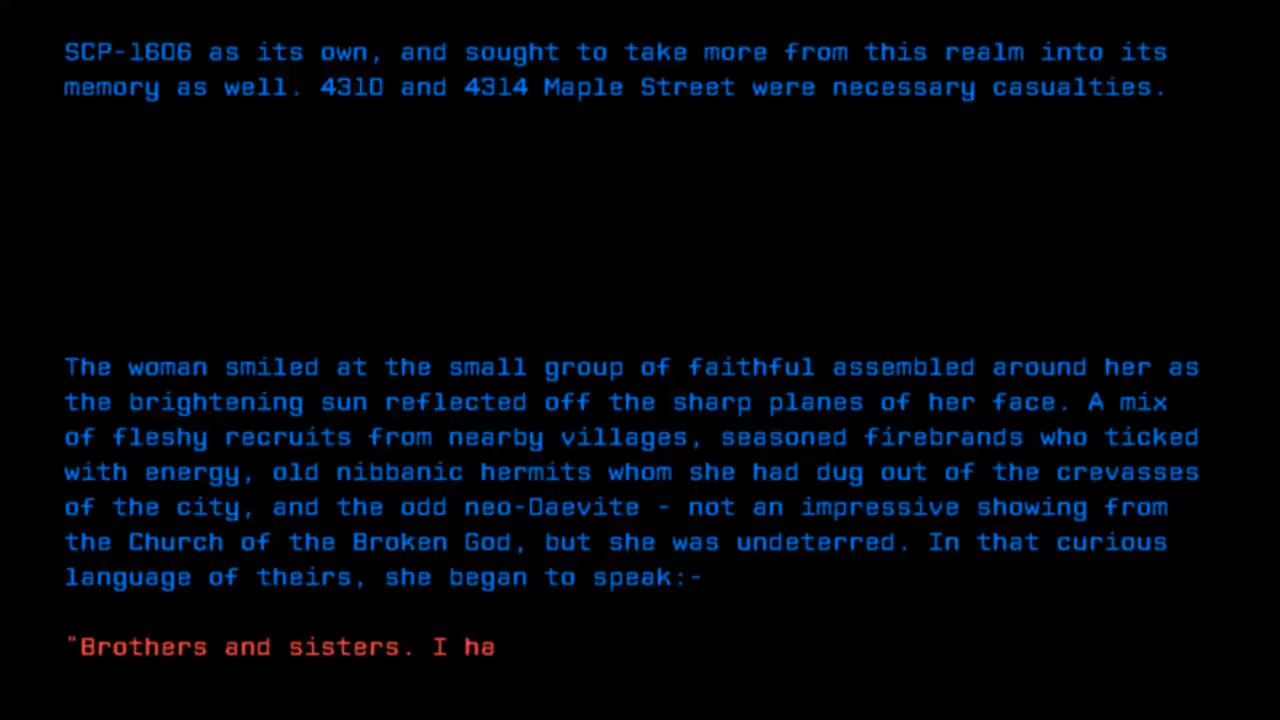 SCP-1606 as its own, and sought to take more from this realm into its
memory as well. 4310 and 4314 Maple Street were necessary casualties.
The woman smiled at the small group of faithful assembled around her as
the brightening sun reflected off the sharp planes of her face. A mix
of fleshy recruits from nearby villages, seasoned firebrands who ticked
with energy, old nibbanic hermits whom she had dug out of the crevasses
of the city, and the odd neo-Daevite - not an impressive showing from
the Church of the Broken God, but she was undeterred. In that curious
language of theirs, she began to speak:-
"Brothers and sisters. I ha